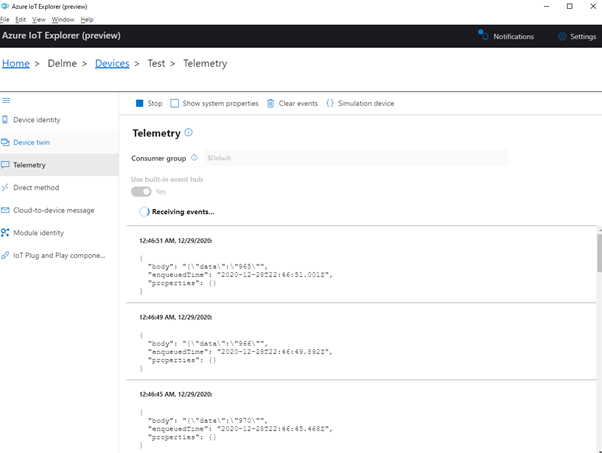 Azure IoT Explorer (preview)
File Edit View Window Help
Azure IoT Explorer (preview)
Notifications
Settings
Home > Delme > Devices > Test > Telemetry
Stop Show system properties Clear events {} Simulation device
Device identity
Device twin
Telemetry
Direct method
Cloud-to-device message
Module identity
IoT Plug and Play compone...
Telemetry
Consumer group $Default
Use built-in event hub
Yes
Receiving events...
12:46:51 AM, 12/29/2020:
{
"body": "{\"data\":\"965\"",
"enqueuedTime": "2020-12-28T22:46:51.001Z",
"properties": {}
}
12:46:49 AM, 12/29/2020:
{
"body": "{\"data\":\"966\"",
"enqueuedTime": "2020-12-28T22:46:49.892Z",
"properties": {}
}
12:46:45 AM, 12/29/2020:
{
"body": "{\"data\":\"970\"",
"enqueuedTime": "2020-12-28T22:46:45.468Z",
"properties": {}
}